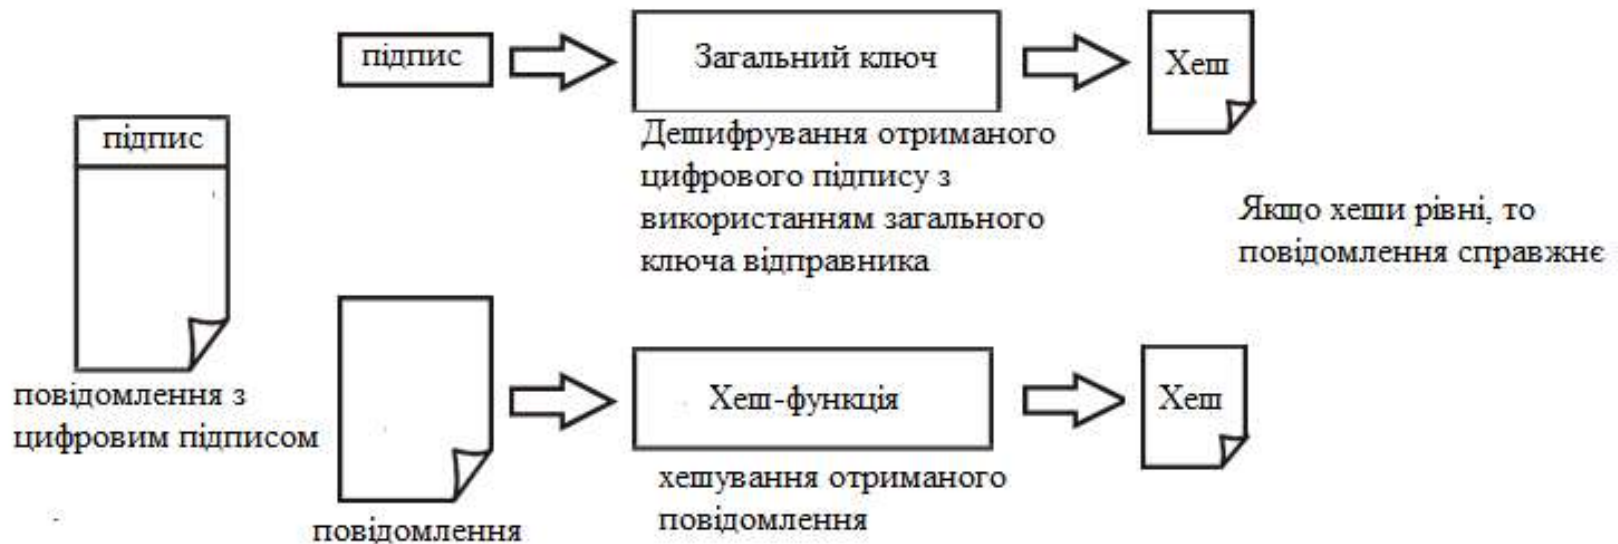 підпис
Загальний ключ
Хеш
підпис
Дешифрування отриманого
цифрового підпису з
використанням загального
ключа відправника
Якщо хеши рівні, то
повідомлення справжнє
повідомлення з
цифровим підписом
Хеш-функція
Хеш
хешування отриманого
повідомлення
повідомлення